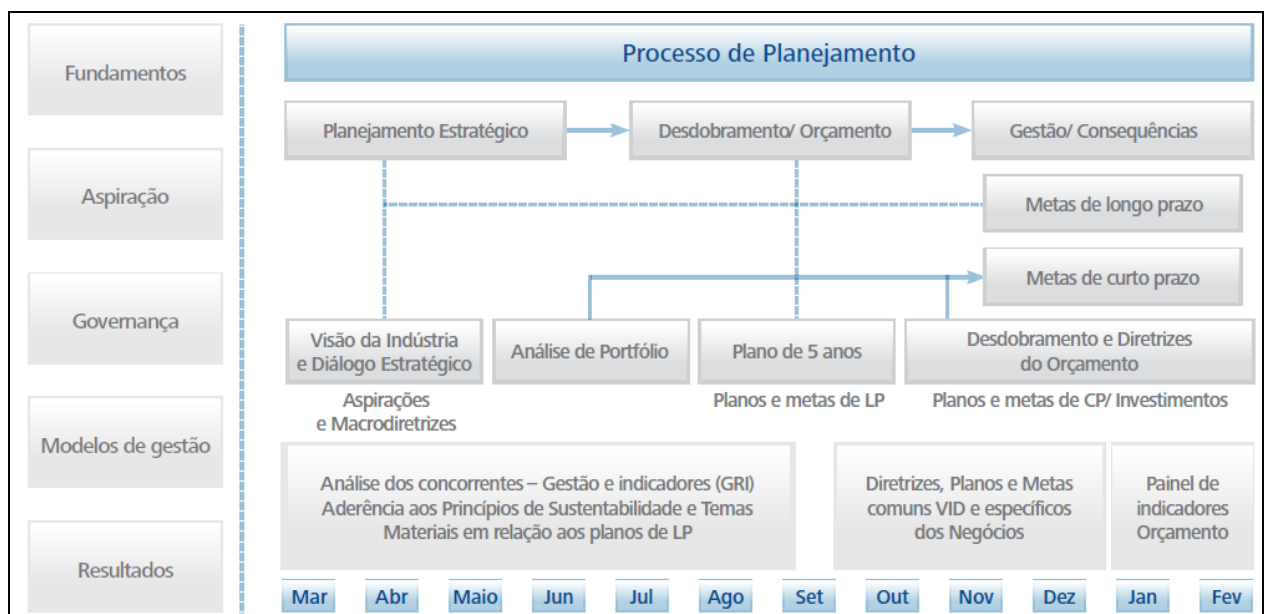 Fundamentos
Aspiração
Governança
Modelos de gestão
Resultados
Processo de Planejamento
Planejamento Estratégico
Desdobramento/ Orçamento
Gestão/ Consequências
Metas de longo prazo
Metas de curto prazo
Visão da Indústria
e Diálogo Estratégico
Análise de Portfólio
Plano de 5 anos
Desdobramento e Diretrizes
do Orçamento
Aspirações
e Macrodiretrizes
Planos e metas de LP
Planos e metas de CP/ Investimentos
Análise dos concorrentes – Gestão e indicadores (GRI)
Aderência aos Princípios de Sustentabilidade e Temas
Materiais em relação aos planos de LP
Diretrizes, Planos e Metas
comuns VID e específicos
dos Negócios
Painel de
indicadores
Orçamento
Mar Abr Maio Jun Jul Ago Set Out Nov Dez Jan Fev